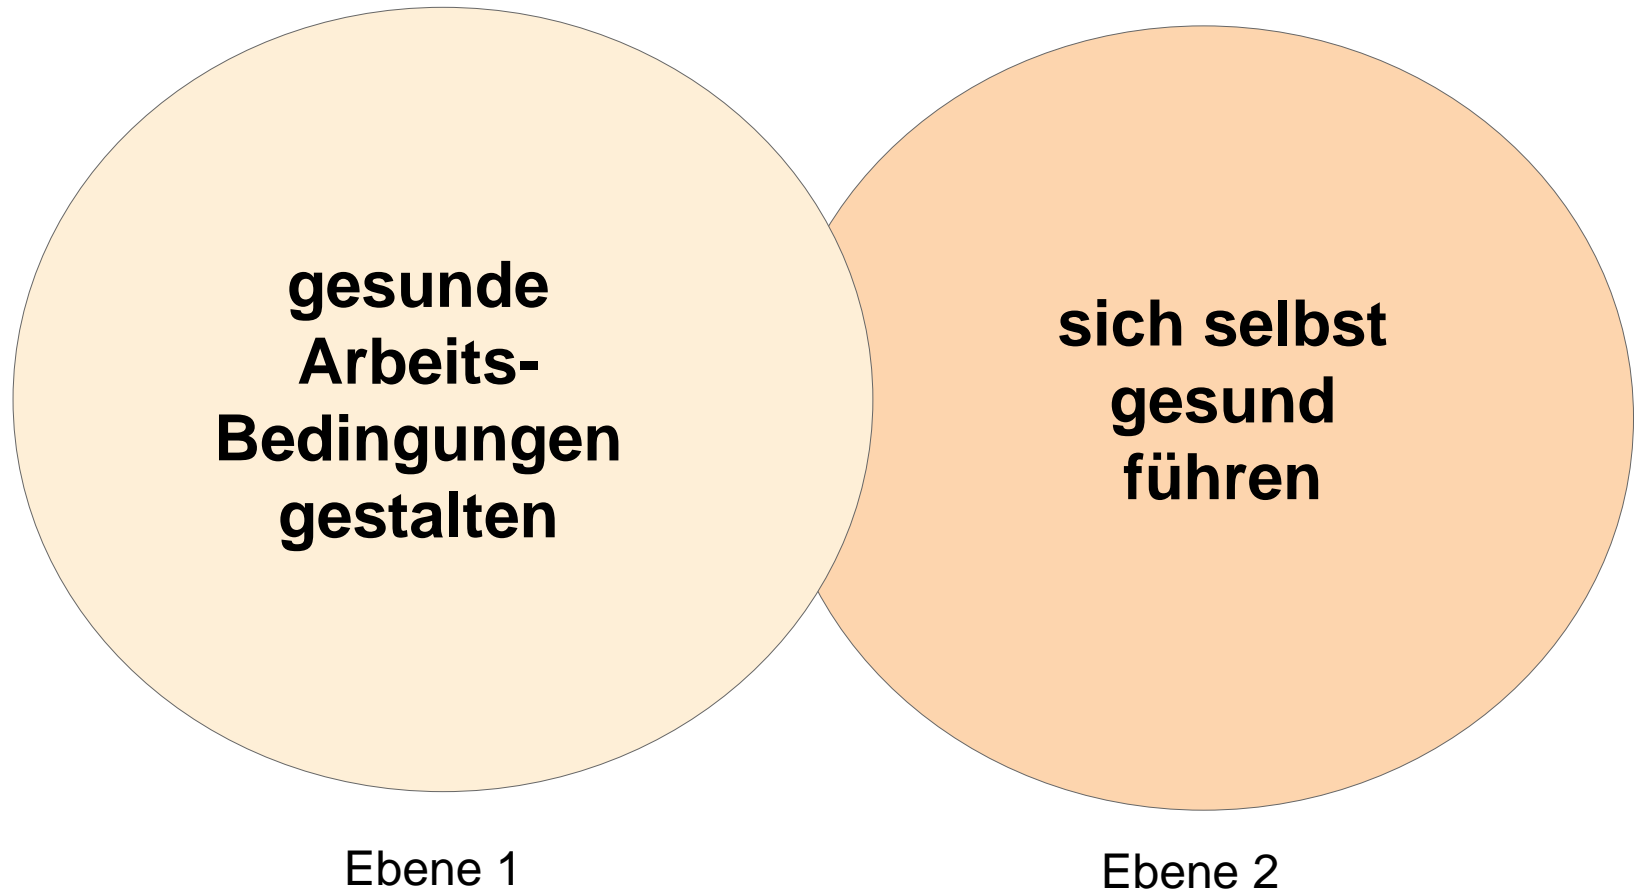 gesunde
Arbeits-
Bedingungen
gestalten
sich selbst
gesund
führen
Ebene 1
Ebene 2